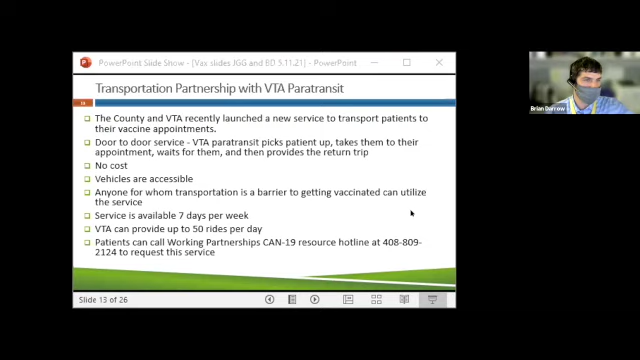 PowerPoint Slide Show - [Vax slides JGG and BD 5.11.21] - PowerPoint
Transportation Partnership with VTA Paratransit
The County and VTA recently launched a new service to transport patients to
their vaccine appointments.
Door to door service - VTA paratransit picks patient up, takes them to their
appointment, waits for them, and then provides the return trip
No cost
Vehicles are accessible
Anyone for whom transportation is a barrier to getting vaccinated can utilize
the service
Service is available 7 days per week
VTA can provide up to 50 rides per day
Patients can call Working Partnerships CAN-19 resource hotline at 408-809-
2124 to request this service
Slide 13 of 26
Brian Darrow